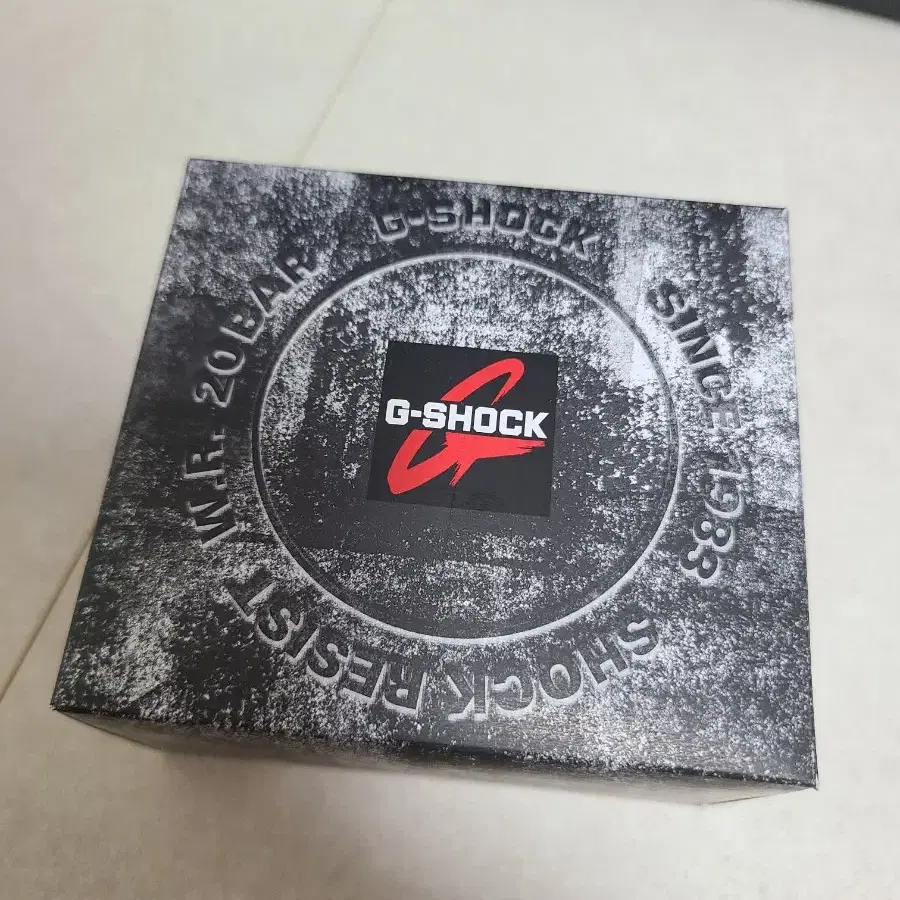 G-SHOCK
SINCE 1983
SHOCK RESIST
W.R. 20BAR
G-SHOCK